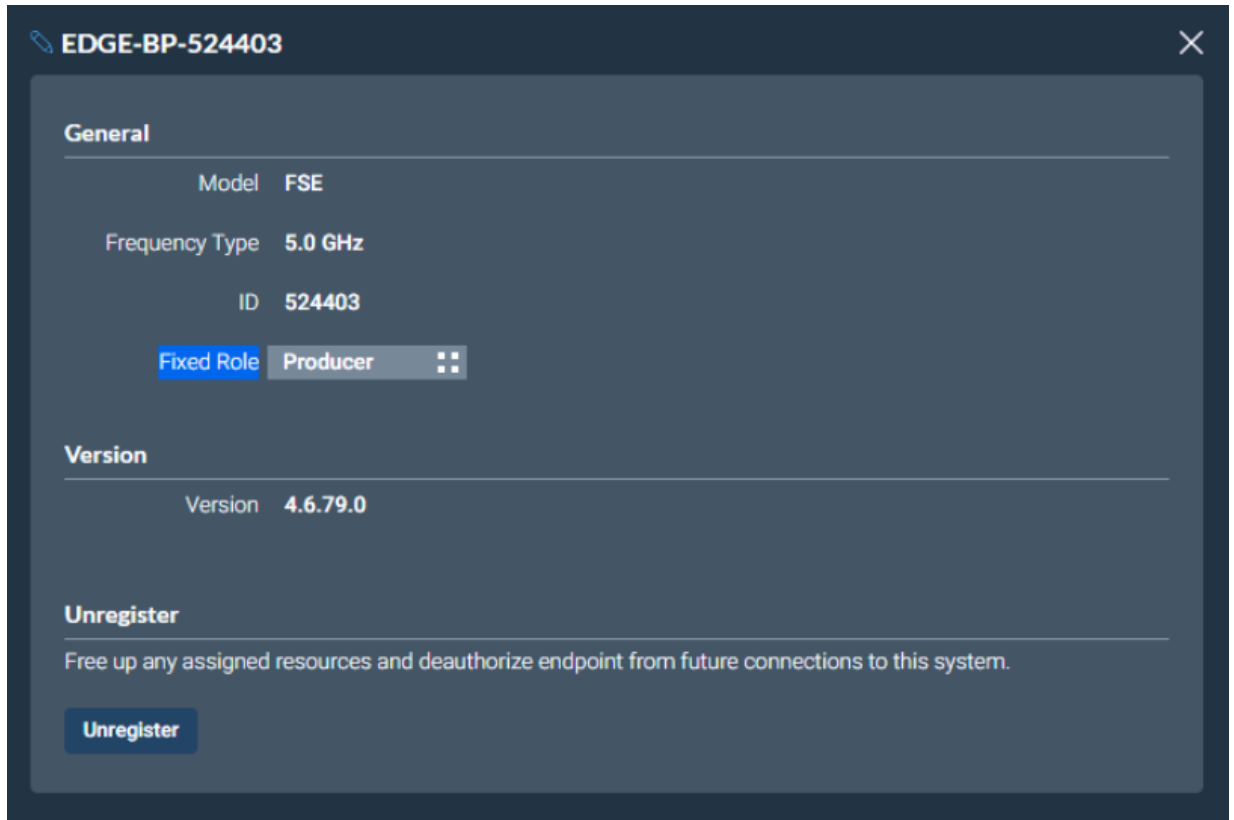 EDGE-BP-524403
General
Model FSE
Frequency Type 5.0 GHz
ID 524403
Fixed Role Producer
Version
Version 4.6.79.0
Unregister
Free up any assigned resources and deauthorize endpoint from future connections to this system.
Unregister